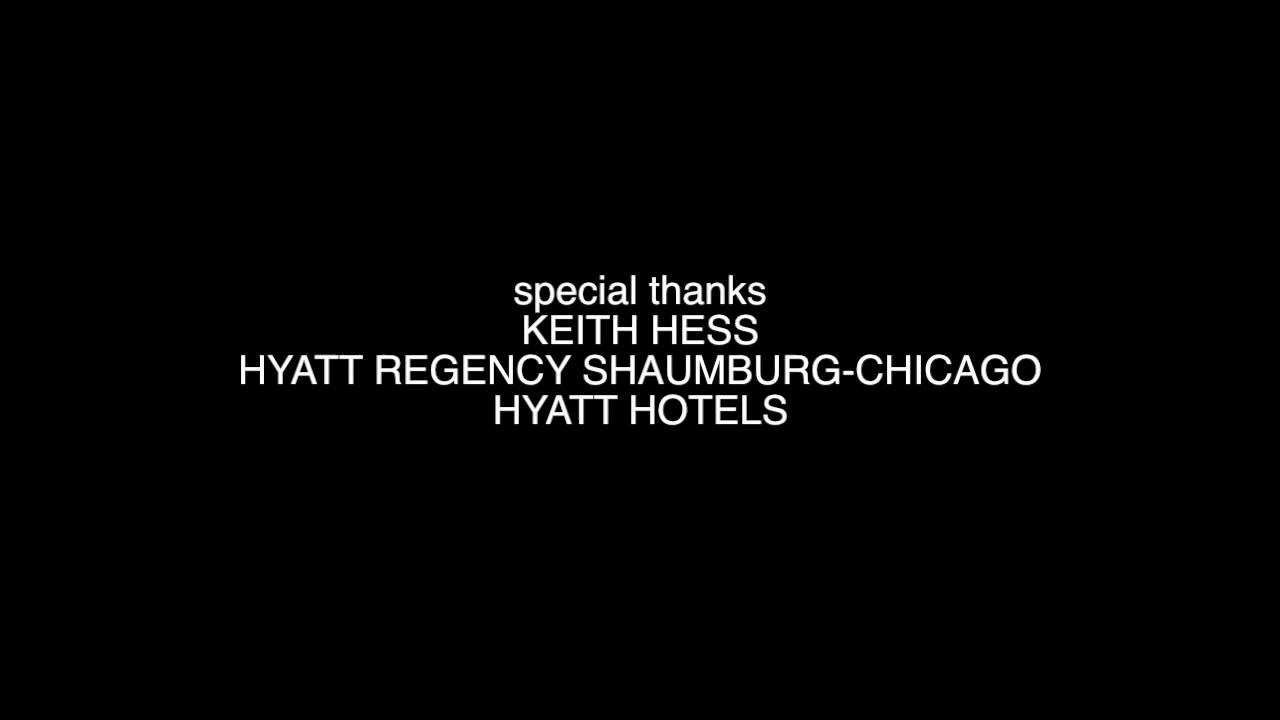 special thanks
KEITH HESS
HYATT REGENCY SHAUMBURG-CHICAGO
HYATT HOTELS